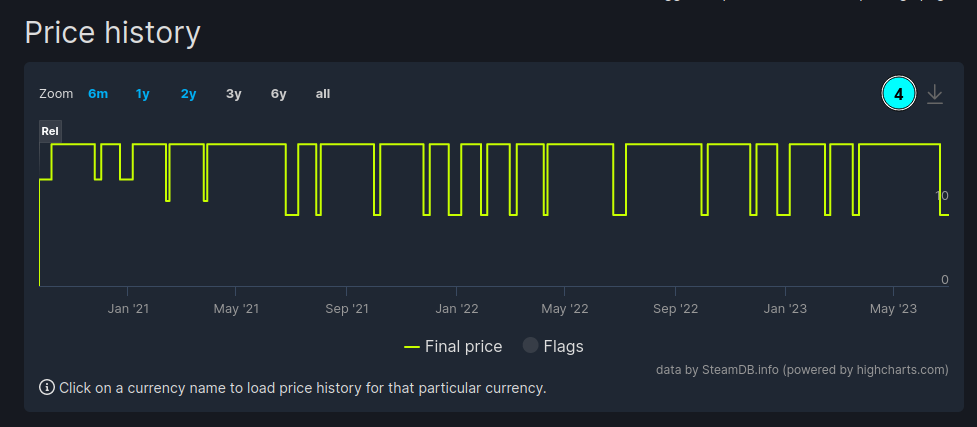 Price history
Zoom 6m 1y 2y 3y 6y all
4
Rel
10
0
Jan '21 May '21 Sep '21 Jan '22 May '22 Sep '22 Jan '23 May '23
Final price Flags
data by SteamDB.info (powered by highcharts.com)
Click on a currency name to load price history for that particular currency.